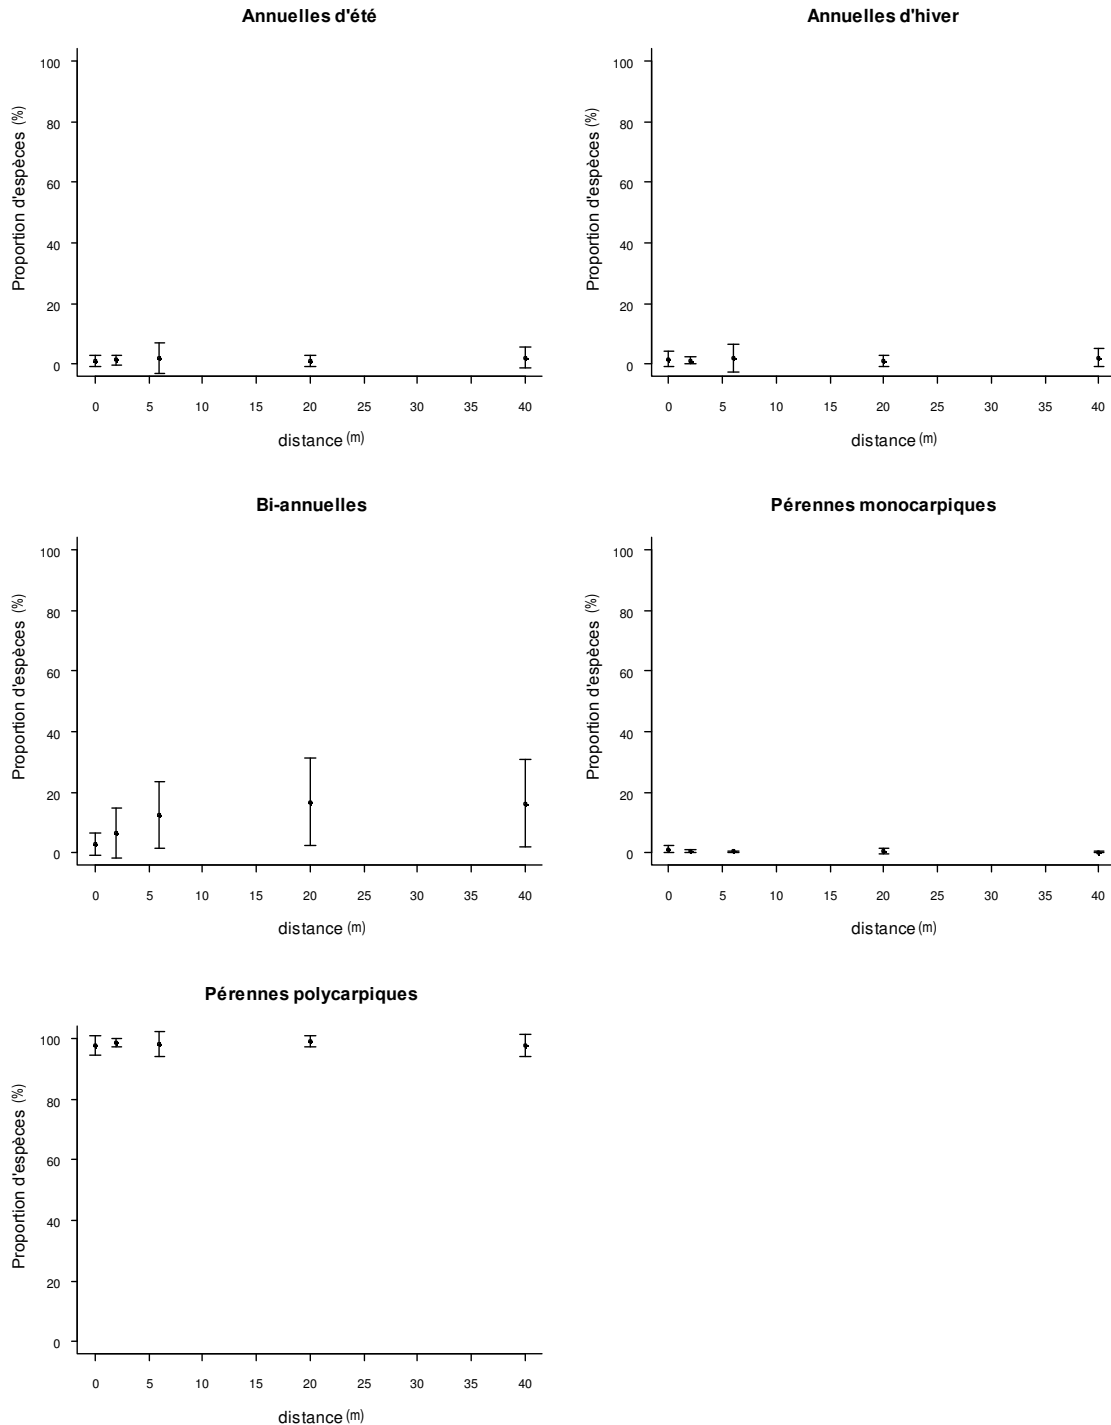 Annuelles d'été
Proportion d'espèces (%)
100
80
60
40
20
0
0 5 10 15 20 25 30 35 40
distance (m)
Annuelles d'hiver
Proportion d'espèces (%)
100
80
60
40
20
0
0 5 10 15 20 25 30 35 40
distance (m)
Bi-annuelles
Proportion d'espèces (%)
100
80
60
40
20
0
0 5 10 15 20 25 30 35 40
distance (m)
Pérennes monocarpiques
Proportion d'espèces (%)
100
80
60
40
20
0
0 5 10 15 20 25 30 35 40
distance (m)
Pérennes polycarpiques
Proportion d'espèces (%)
100
80
60
40
20
0
0 5 10 15 20 25 30 35 40
distance (m)